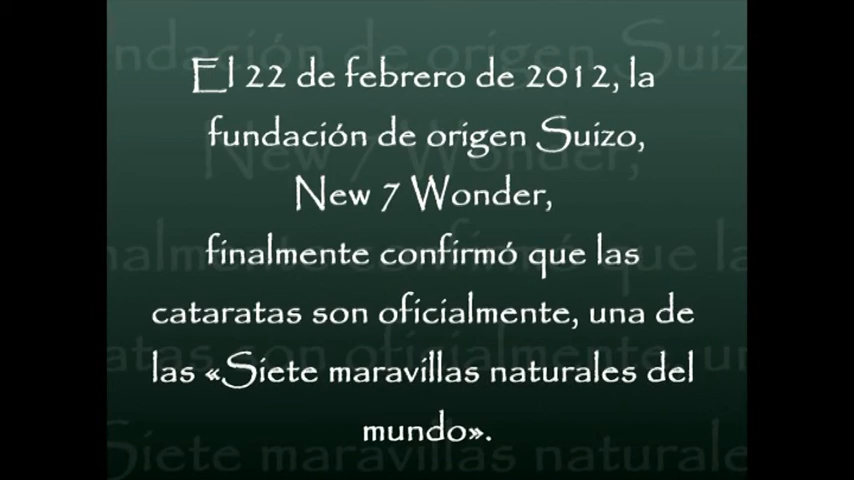 El 22 de febrero de 2012, la
fundación de origen Suizo,
New 7 Wonder,
finalmente confirmó que las
cataratas son oficialmente, una de
las «Siete maravillas naturales del
mundo».